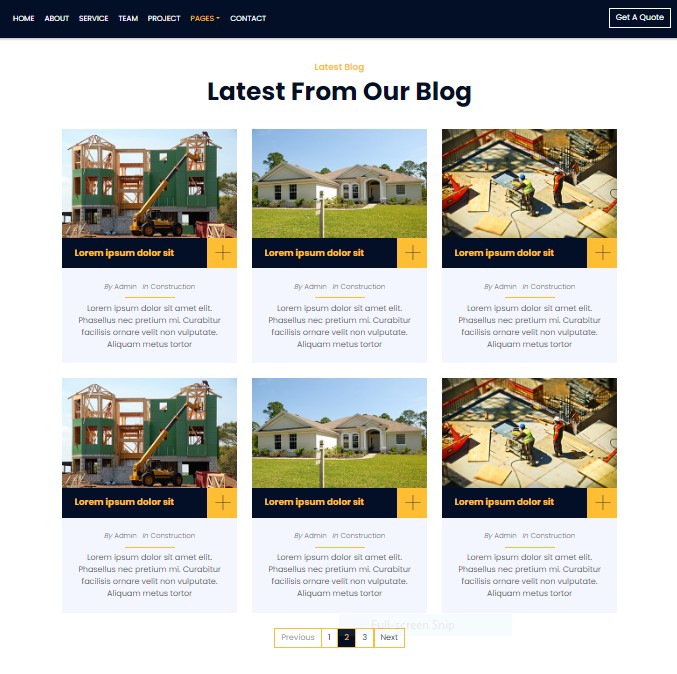 HOME ABOUT SERVICE TEAM PROJECT PAGES CONTACT Get A Quote
Latest Blog
Latest From Our Blog
Lorem ipsum dolor sit
By Admin In Construction
Lorem ipsum dolor sit amet elit.
Phasellus nec pretium mi. Curabitur
facilisis ornare velit non vulputate.
Aliquam metus tortor
Lorem ipsum dolor sit
By Admin In Construction
Lorem ipsum dolor sit amet elit.
Phasellus nec pretium mi. Curabitur
facilisis ornare velit non vulputate.
Aliquam metus tortor
Lorem ipsum dolor sit
By Admin In Construction
Lorem ipsum dolor sit amet elit.
Phasellus nec pretium mi. Curabitur
facilisis ornare velit non vulputate.
Aliquam metus tortor
Lorem ipsum dolor sit
By Admin In Construction
Lorem ipsum dolor sit amet elit.
Phasellus nec pretium mi. Curabitur
facilisis ornare velit non vulputate.
Aliquam metus tortor
Lorem ipsum dolor sit
By Admin In Construction
Lorem ipsum dolor sit amet elit.
Phasellus nec pretium mi. Curabitur
facilisis ornare velit non vulputate.
Aliquam metus tortor
Lorem ipsum dolor sit
By Admin In Construction
Lorem ipsum dolor sit amet elit.
Phasellus nec pretium mi. Curabitur
facilisis ornare velit non vulputate.
Aliquam metus tortor
Full-screen Snip
Previous 1 2 3 Next